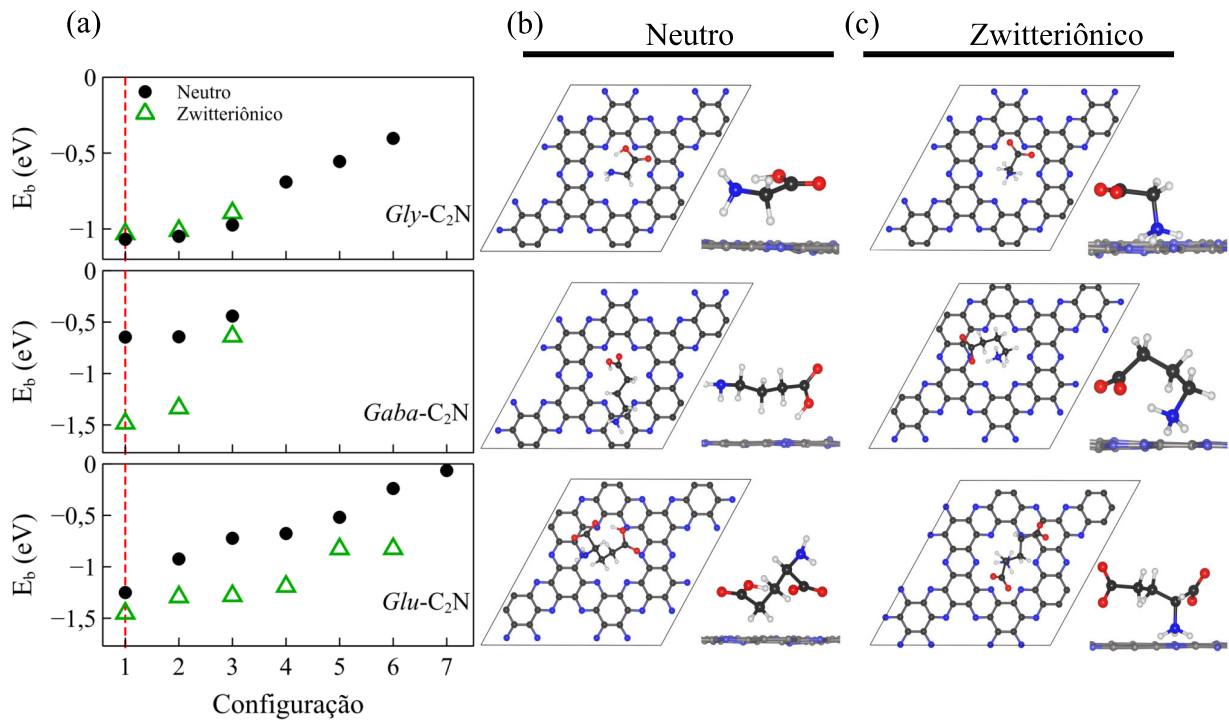 (a)
(b)
Neutro
(c)
Zwitteriônico
0
−0,5
−1
E_b (eV)
Neutro
Zwitteriônico
Gly-C₂N
0
−0,5
−1
−1,5
E_b (eV)
Gaba-C₂N
0
−0,5
−1
−1,5
E_b (eV)
Glu-C₂N
1 2 3 4 5 6 7
Configuração